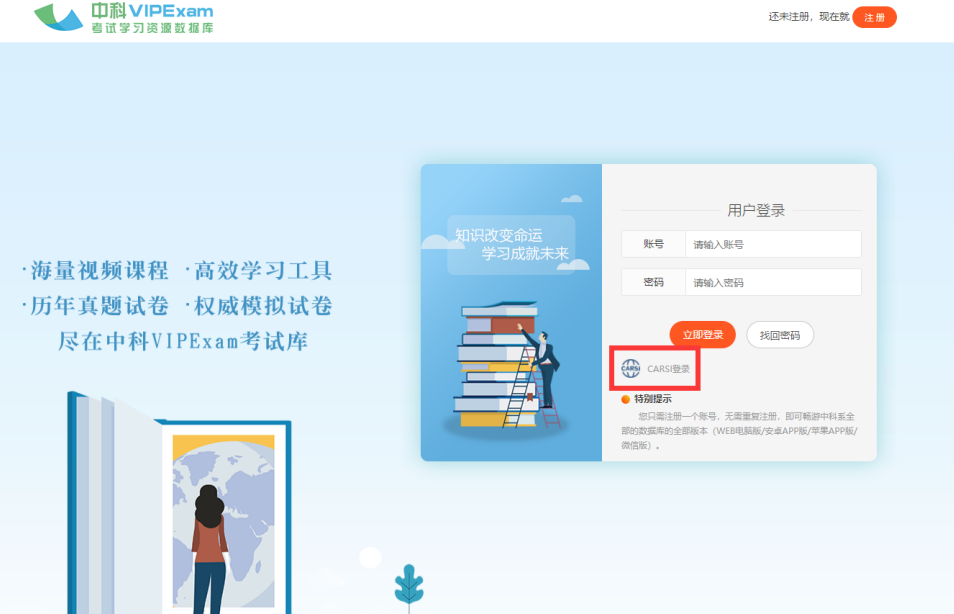 中科VIPExam
考试学习资源数据库
还未注册，现在就 注册
·海量视频课程 ·高效学习工具
·历年真题试卷 ·权威模拟试卷
尽在中科VIPExam考试库
知识改变命运
学习成就未来
用户登录
账号 请输入账号
密码 请输入密码
立即登录 找回密码
CARSI CARSI登录
特别提示
您只需注册一个账号，无需重复注册，即可畅游中科系全
部的数据库的全部版本（WEB电脑版/安卓APP版/苹果APP版/
微信版）。